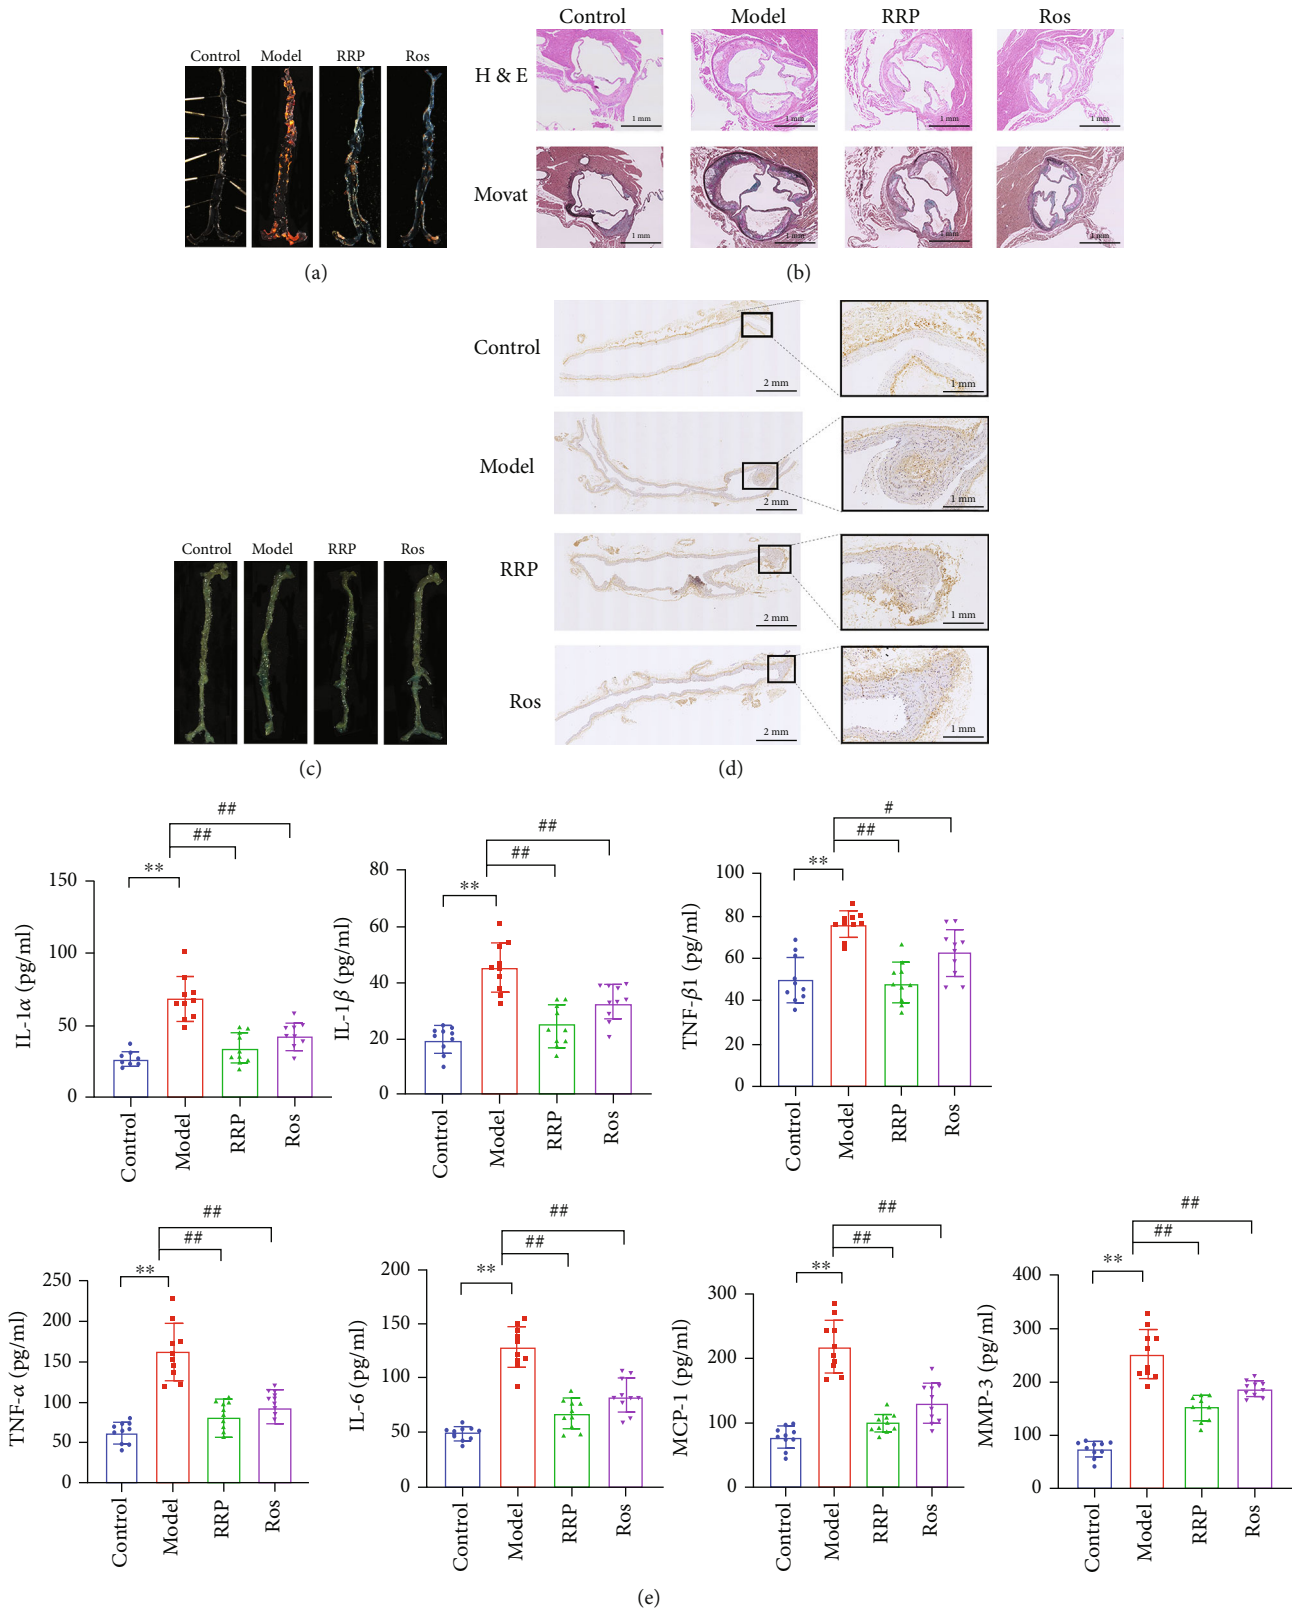 Control Model RRP Ros
(a)
Control Model RRP Ros
H & E
1 mm 1 mm 1 mm 1 mm
Movat
1 mm 1 mm 1 mm 1 mm
(b)
Control Model RRP Ros
(c)
Control
2 mm 1 mm
Model
2 mm 1 mm
RRP
2 mm 1 mm
Ros
2 mm 1 mm
(d)
IL-1α (pg/ml)
150
100
50
0
** ## ##
Control Model RRP Ros
IL-1β (pg/ml)
80
60
40
20
0
** ## ##
Control Model RRP Ros
TNF-β1 (pg/ml)
100
80
60
40
20
0
** ## #
Control Model RRP Ros
TNF-α (pg/ml)
250
200
150
100
50
0
** ## ##
Control Model RRP Ros
IL-6 (pg/ml)
200
150
100
50
0
** ## ##
Control Model RRP Ros
MCP-1 (pg/ml)
300
200
100
0
** ## ##
Control Model RRP Ros
MMP-3 (pg/ml)
400
300
200
100
0
** ## ##
Control Model RRP Ros
(e)